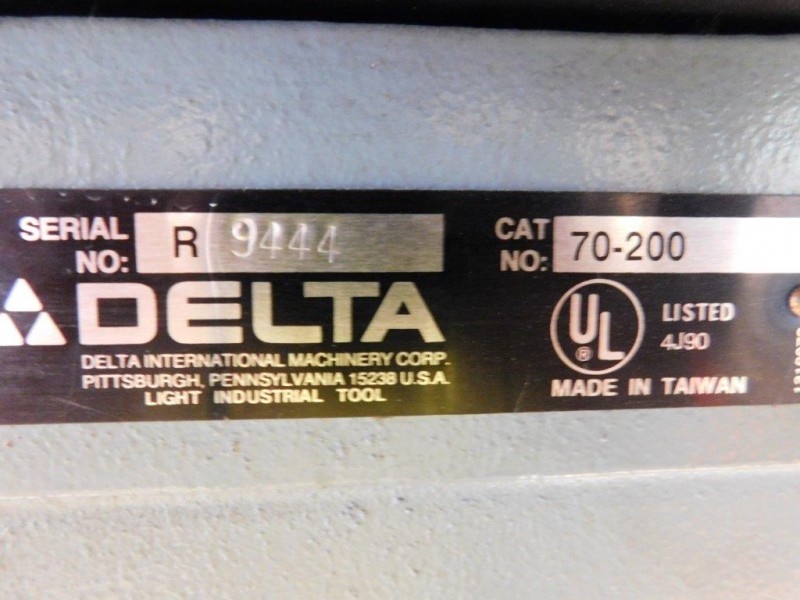 SERIAL NO: R 9444
CAT NO: 70-200
DELTA
DELTA INTERNATIONAL MACHINERY CORP.
PITTSBURGH, PENNSYLVANIA 15238 U.S.A.
LIGHT INDUSTRIAL TOOL
UL ®
LISTED
4J90
MADE IN TAIWAN